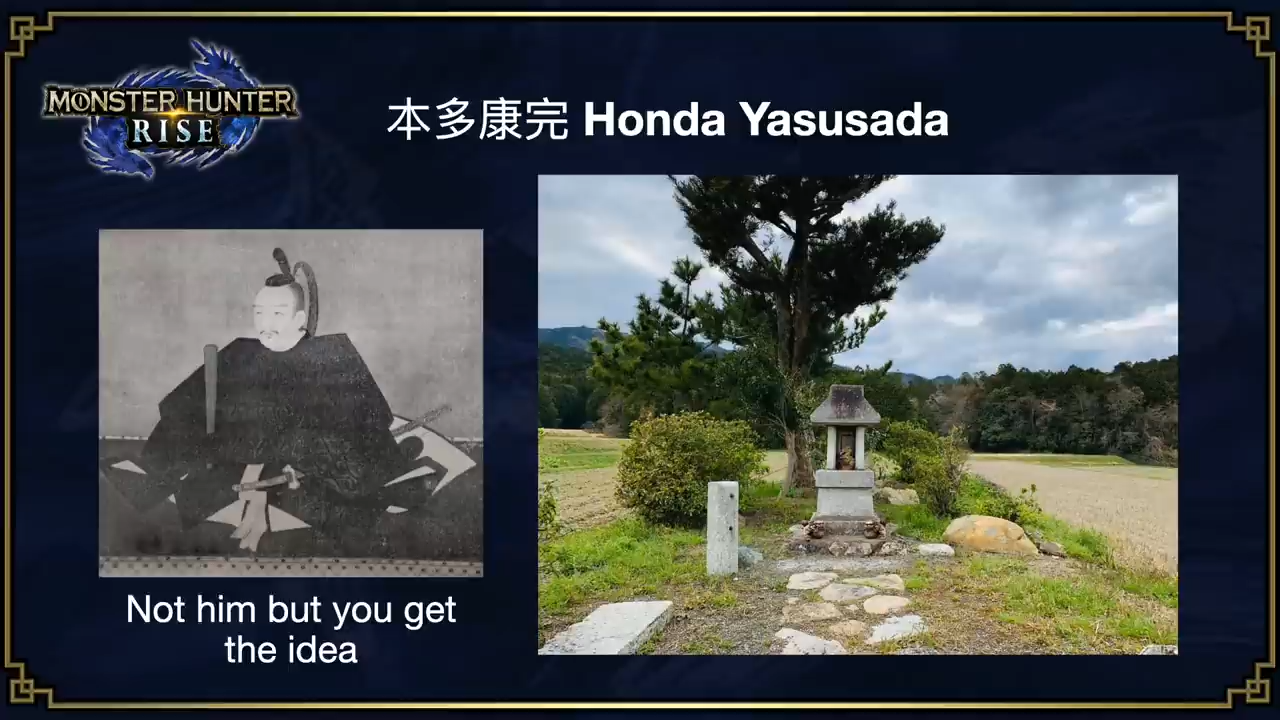 MONSTER HUNTER
RISE
本多康完 Honda Yasusada
Not him but you get
the idea